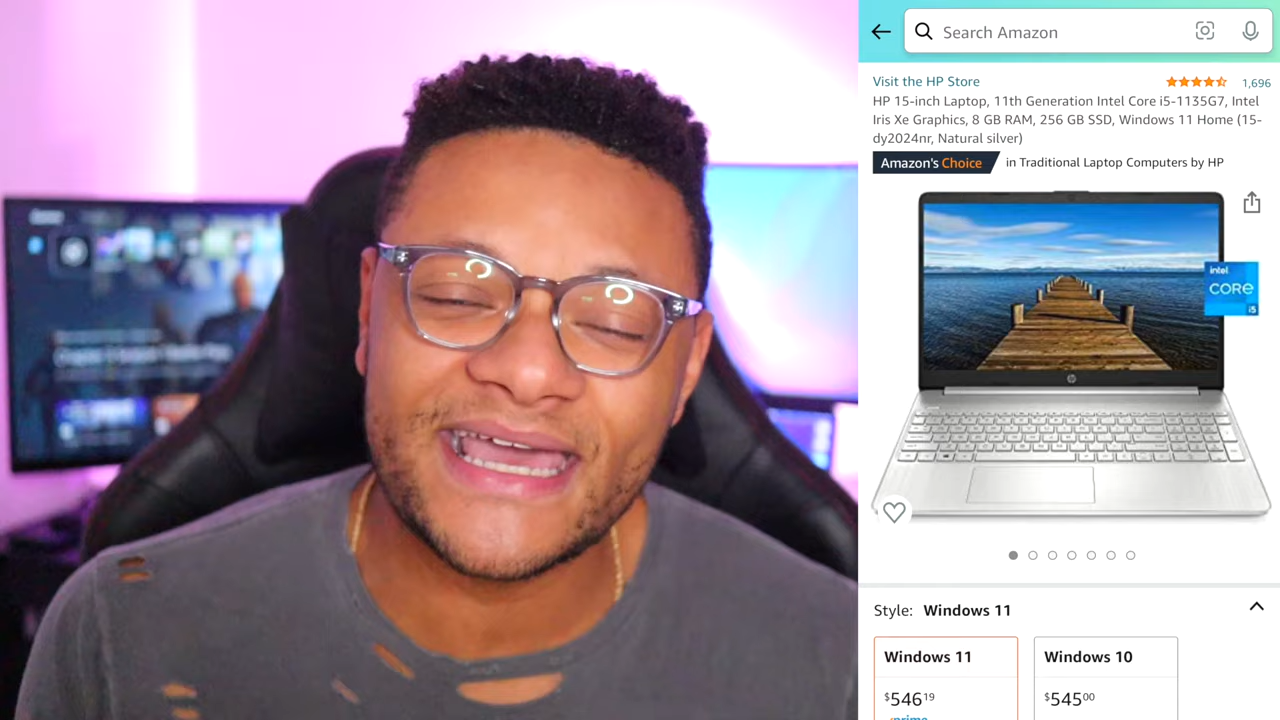 Search Amazon
Visit the HP Store
1,696
HP 15-inch Laptop, 11th Generation Intel Core i5-1135G7, Intel
Iris Xe Graphics, 8 GB RAM, 256 GB SSD, Windows 11 Home (15-
dy2024nr, Natural silver)
Amazon's Choice in Traditional Laptop Computers by HP
intel
CORE
i5
hp
Style: Windows 11
Windows 11
Windows 10
$546 19
$545 00
prime